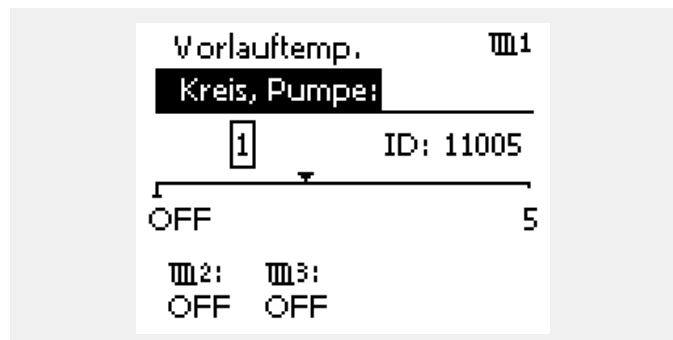 Vorlauftemp. 1
Kreis, Pumpe:
1 ID: 11005
OFF 5
2: 3:
OFF OFF